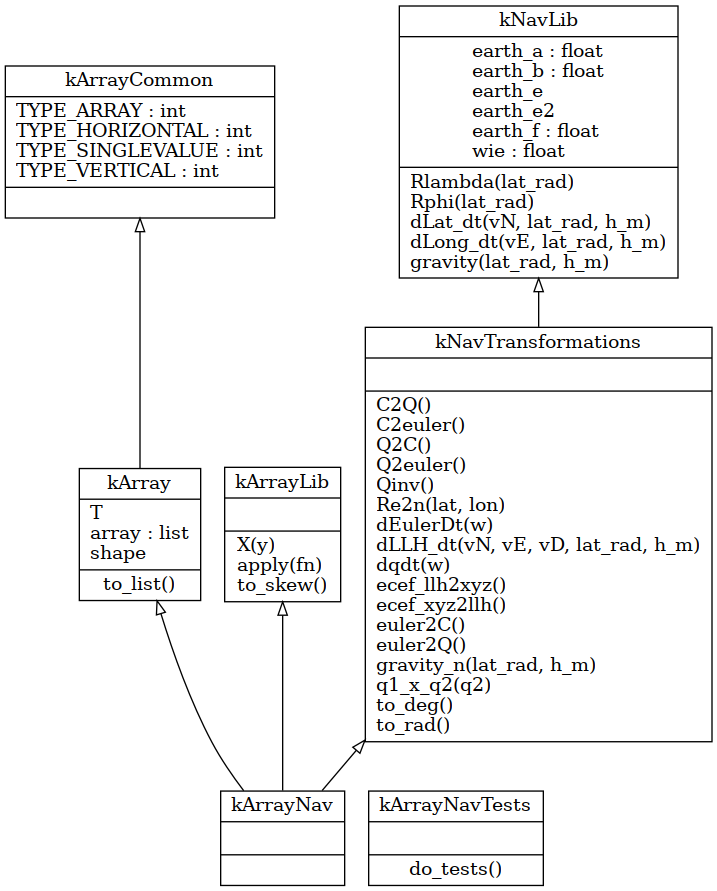 kNavLib
earth_a : float
earth_b : float
earth_e
earth_e2
earth_f : float
wie : float
Rlambda(lat_rad)
Rphi(lat_rad)
dLat_dt(vN, lat_rad, h_m)
dLong_dt(vE, lat_rad, h_m)
gravity(lat_rad, h_m)
kArrayCommon
TYPE_ARRAY : int
TYPE_HORIZONTAL : int
TYPE_SINGLEVALUE : int
TYPE_VERTICAL : int
kNavTransformations
C2Q()
C2euler()
Q2C()
Q2euler()
Qinv()
Re2n(lat, lon)
dEulerDt(w)
dLLH_dt(vN, vE, vD, lat_rad, h_m)
dqdt(w)
ecef_llh2xyz()
ecef_xyz2llh()
euler2C()
euler2Q()
gravity_n(lat_rad, h_m)
q1_x_q2(q2)
to_deg()
to_rad()
kArray
T
array : list
shape
to_list()
kArrayLib
X(y)
apply(fn)
to_skew()
kArrayNav
kArrayNavTests
do_tests()